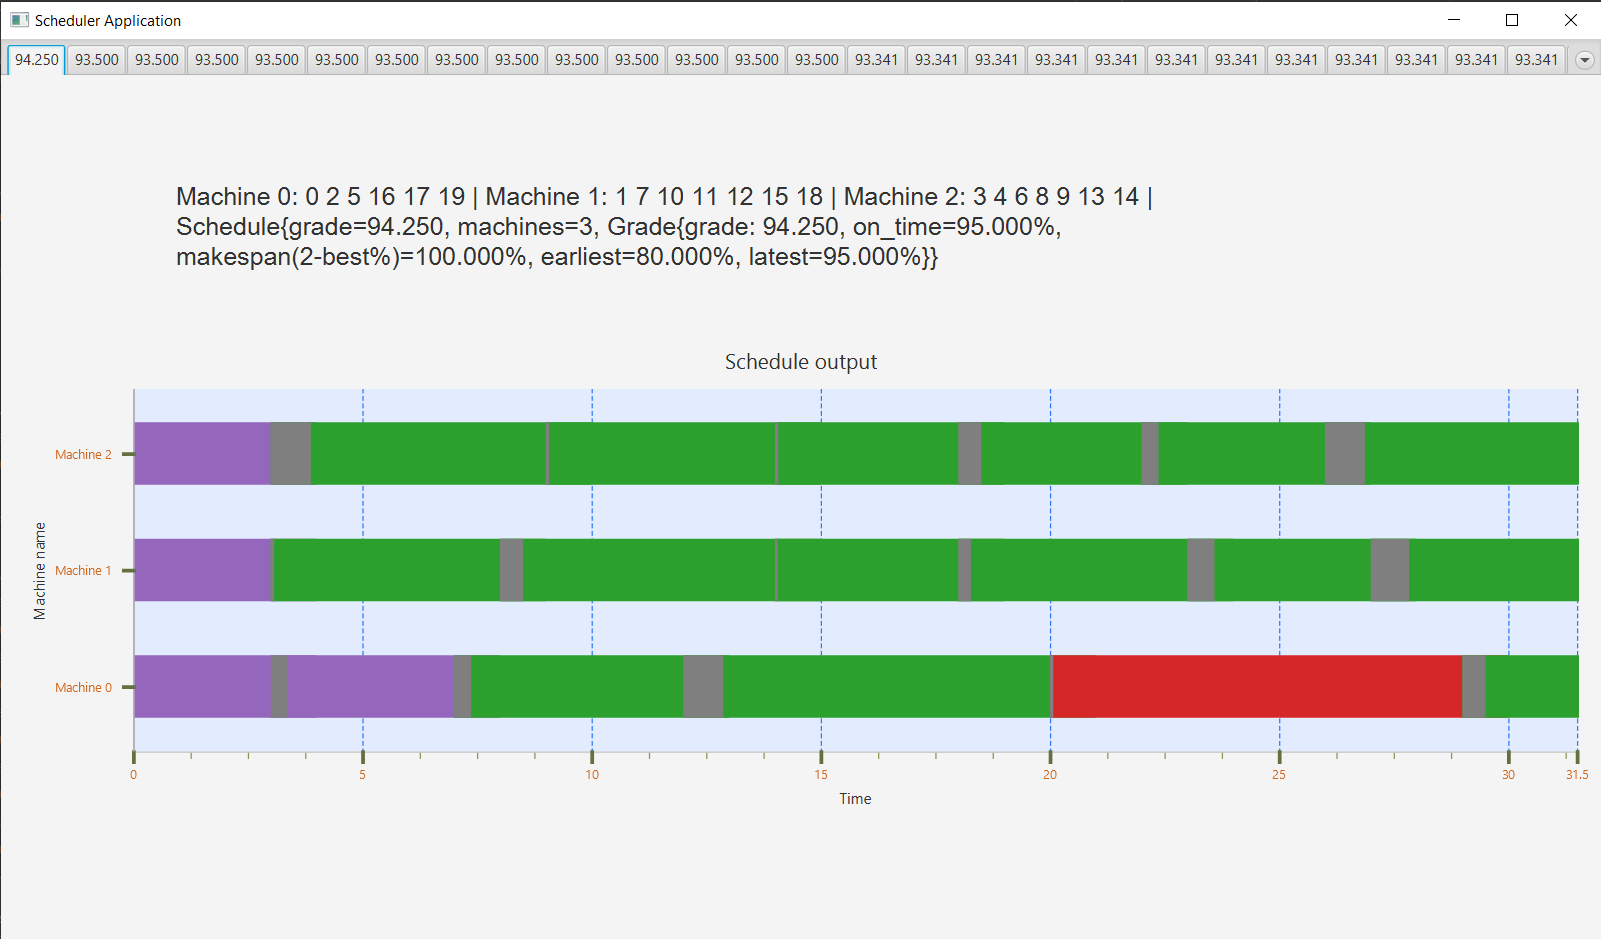 Scheduler Application
94.250 93.500 93.500 93.500 93.500 93.500 93.500 93.500 93.500 93.500 93.500 93.500 93.500 93.500 93.341 93.341 93.341 93.341 93.341 93.341 93.341 93.341 93.341 93.341 93.341 93.341
Machine 0: 0 2 5 16 17 19 | Machine 1: 1 7 10 11 12 15 18 | Machine 2: 3 4 6 8 9 13 14 |
Schedule{grade=94.250, machines=3, Grade{grade: 94.250, on_time=95.000%,
makespan(2-best%)=100.000%, earliest=80.000%, latest=95.000%}}
Schedule output
Machine name
Machine 2
Machine 1
Machine 0
0 5 10 15 20 25 30 31.5
Time